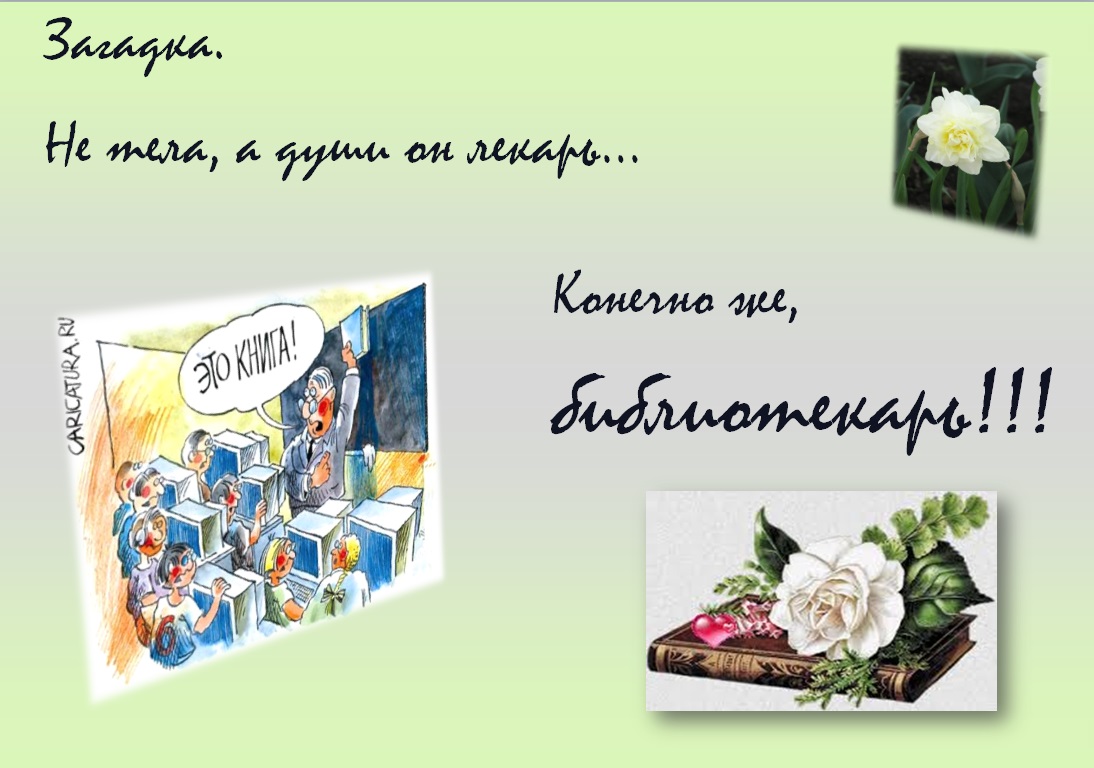 Загадка.
Не тела, а души он лекарь...
Конечно же,
библиотекарь!!!
ЭТО КНИГА!
CARICATURA.RU